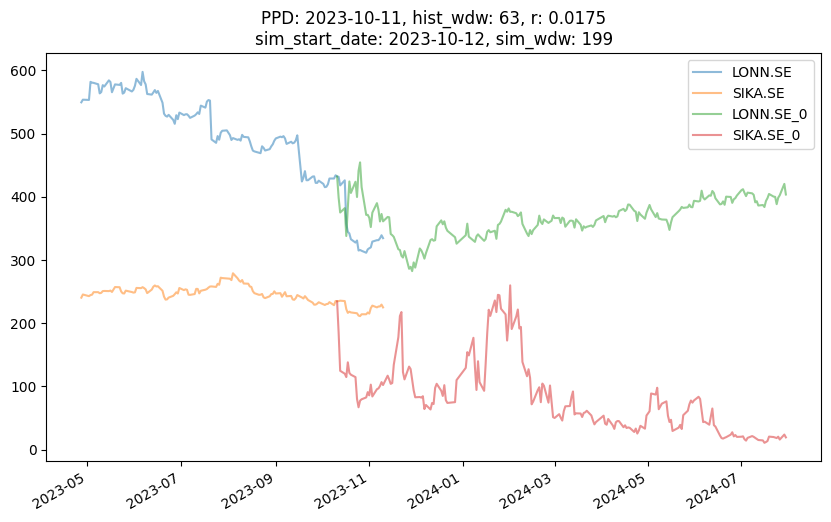 PPD: 2023-10-11, hist_wdw: 63, r: 0.0175
sim_start_date: 2023-10-12, sim_wdw: 199
LONN.SE
SIKA.SE
LONN.SE_0
SIKA.SE_0
600
500
400
300
200
100
0
2023-05
2023-07
2023-09
2023-11
2024-01
2024-03
2024-05
2024-07